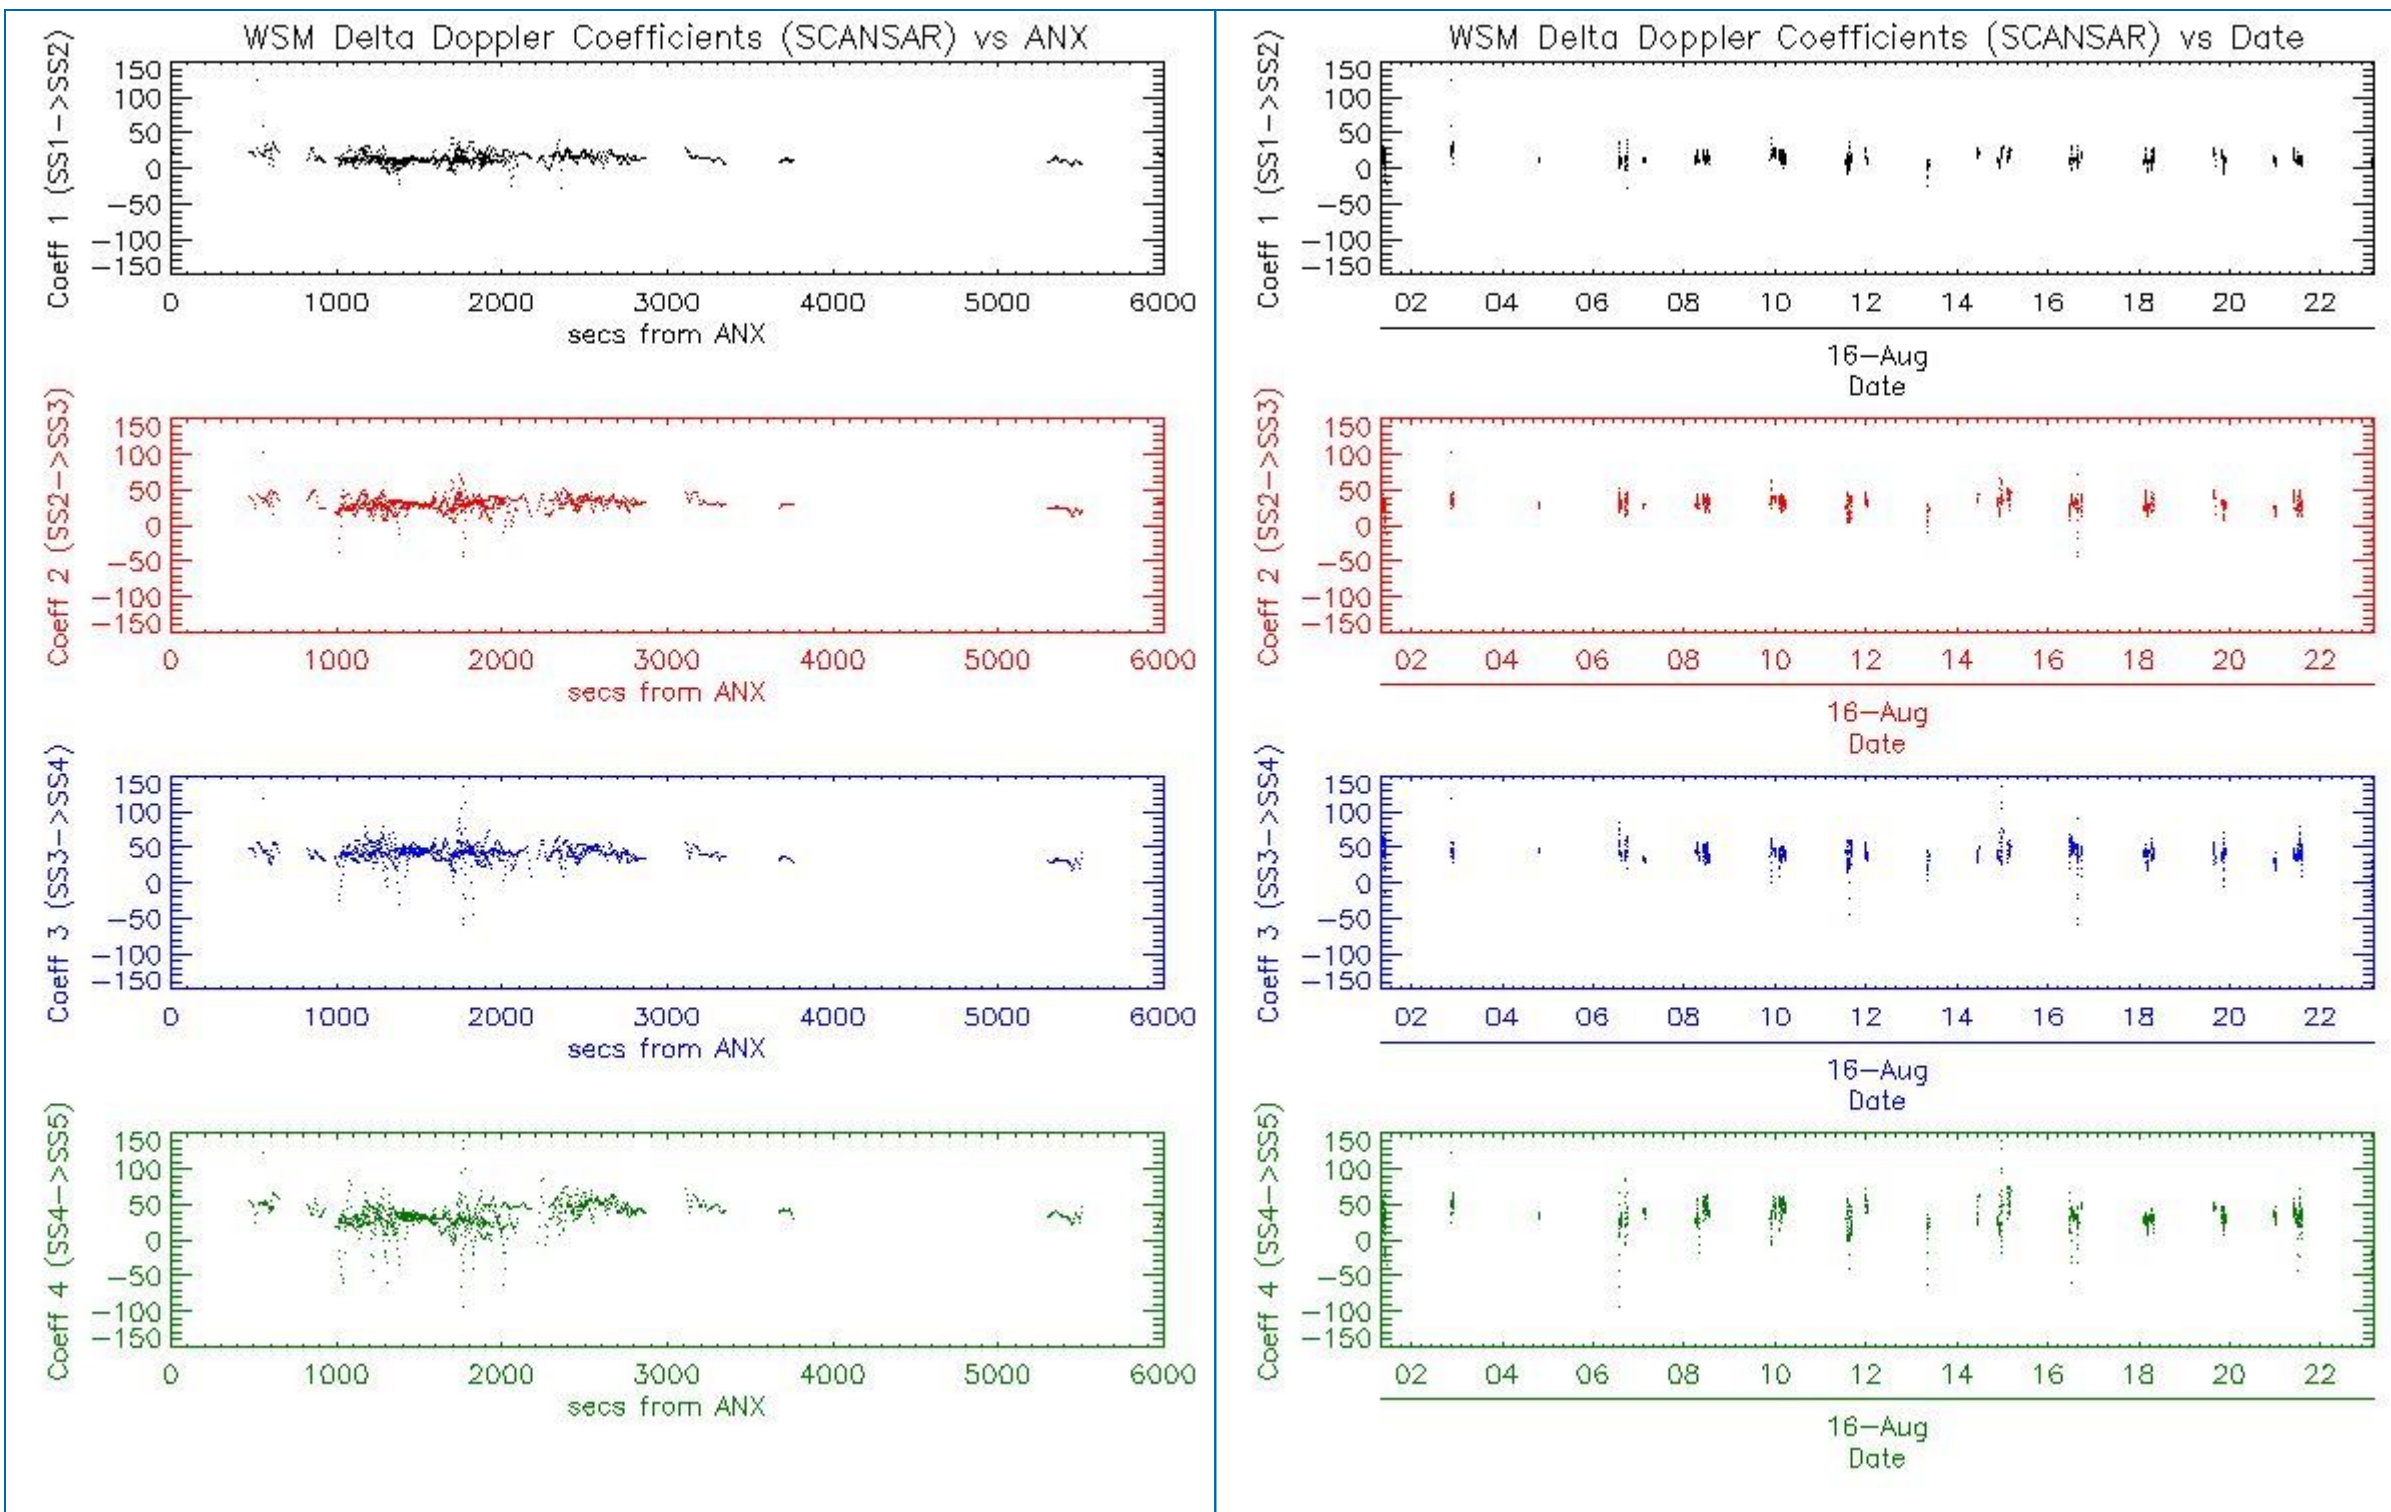 WSM Delta Doppler Coefficients (SCANSAR) vs ANX
Coeff 1 (SS1->SS2)
150
100
50
0
-50
-100
-150
0 1000 2000 3000 4000 5000 6000
secs from ANX
Coeff 2 (SS2->SS3)
150
100
50
0
-50
-100
-150
0 1000 2000 3000 4000 5000 6000
secs from ANX
Coeff 3 (SS3->SS4)
150
100
50
0
-50
-100
-150
0 1000 2000 3000 4000 5000 6000
secs from ANX
Coeff 4 (SS4->SS5)
150
100
50
0
-50
-100
-150
0 1000 2000 3000 4000 5000 6000
secs from ANX
WSM Delta Doppler Coefficients (SCANSAR) vs Date
Coeff 1 (SS1->SS2)
150
100
50
0
-50
-100
-150
02 04 06 08 10 12 14 16 18 20 22
16-Aug
Date
Coeff 2 (SS2->SS3)
150
100
50
0
-50
-100
-150
02 04 06 08 10 12 14 16 18 20 22
16-Aug
Date
Coeff 3 (SS3->SS4)
150
100
50
0
-50
-100
-150
02 04 06 08 10 12 14 16 18 20 22
16-Aug
Date
Coeff 4 (SS4->SS5)
150
100
50
0
-50
-100
-150
02 04 06 08 10 12 14 16 18 20 22
16-Aug
Date